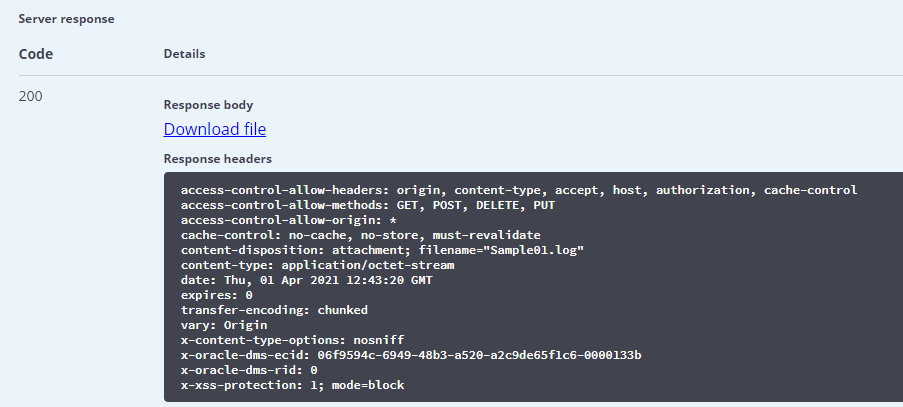 Server response
Code Details
200
Response body
Download file
Response headers
access-control-allow-headers: origin, content-type, accept, host, authorization, cache-control
access-control-allow-methods: GET, POST, DELETE, PUT
access-control-allow-origin: *
cache-control: no-cache, no-store, must-revalidate
content-disposition: attachment; filename="Sample01.log"
content-type: application/octet-stream
date: Thu, 01 Apr 2021 12:43:20 GMT
expires: 0
transfer-encoding: chunked
vary: Origin
x-content-type-options: nosniff
x-oracle-dms-ecid: 06f9594c-6949-48b3-a520-a2c9de65f1c6-0000133b
x-oracle-dms-rid: 0
x-xss-protection: 1; mode=block